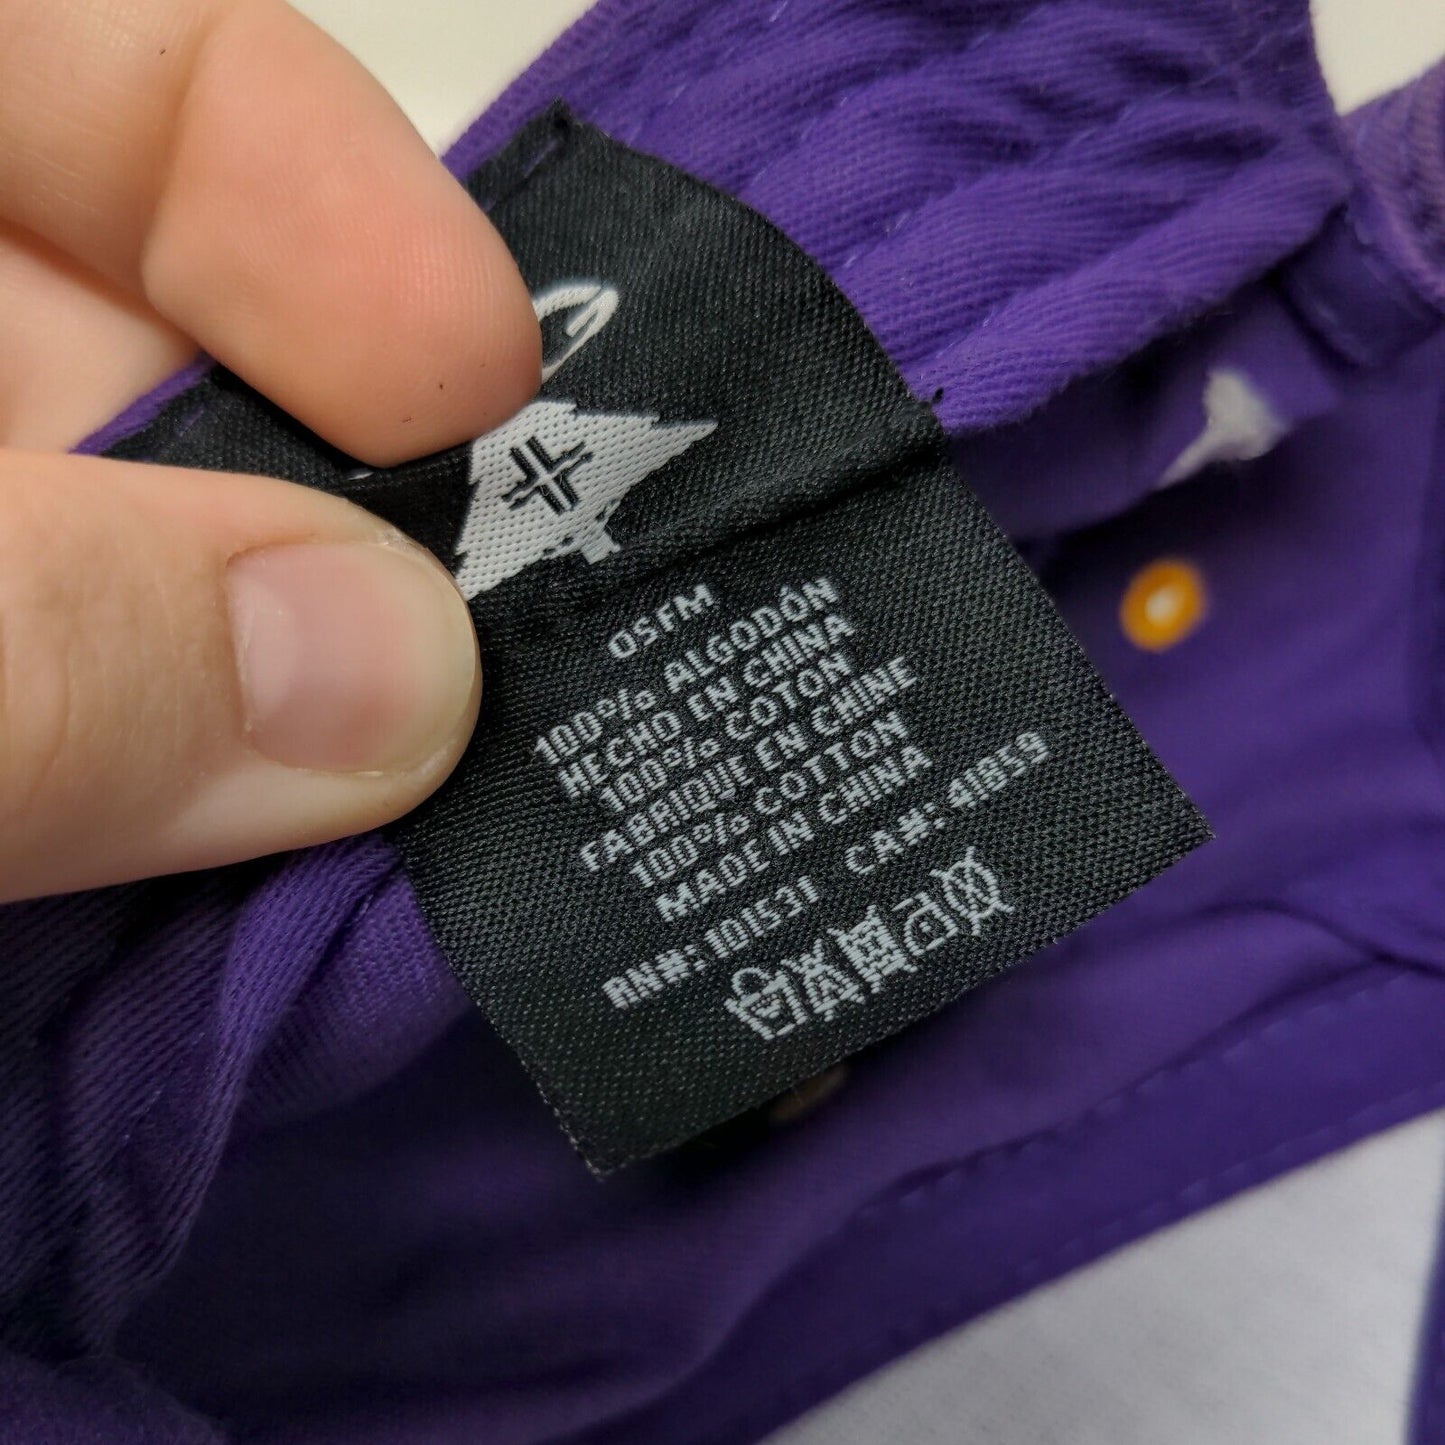 OSFM
100% ALGODÓN
HECHO EN CHINA
100% COTON
FABRIQUE EN CHINE
100% COTTON
MADE IN CHINA
RN#: 101531 CA#: 41859